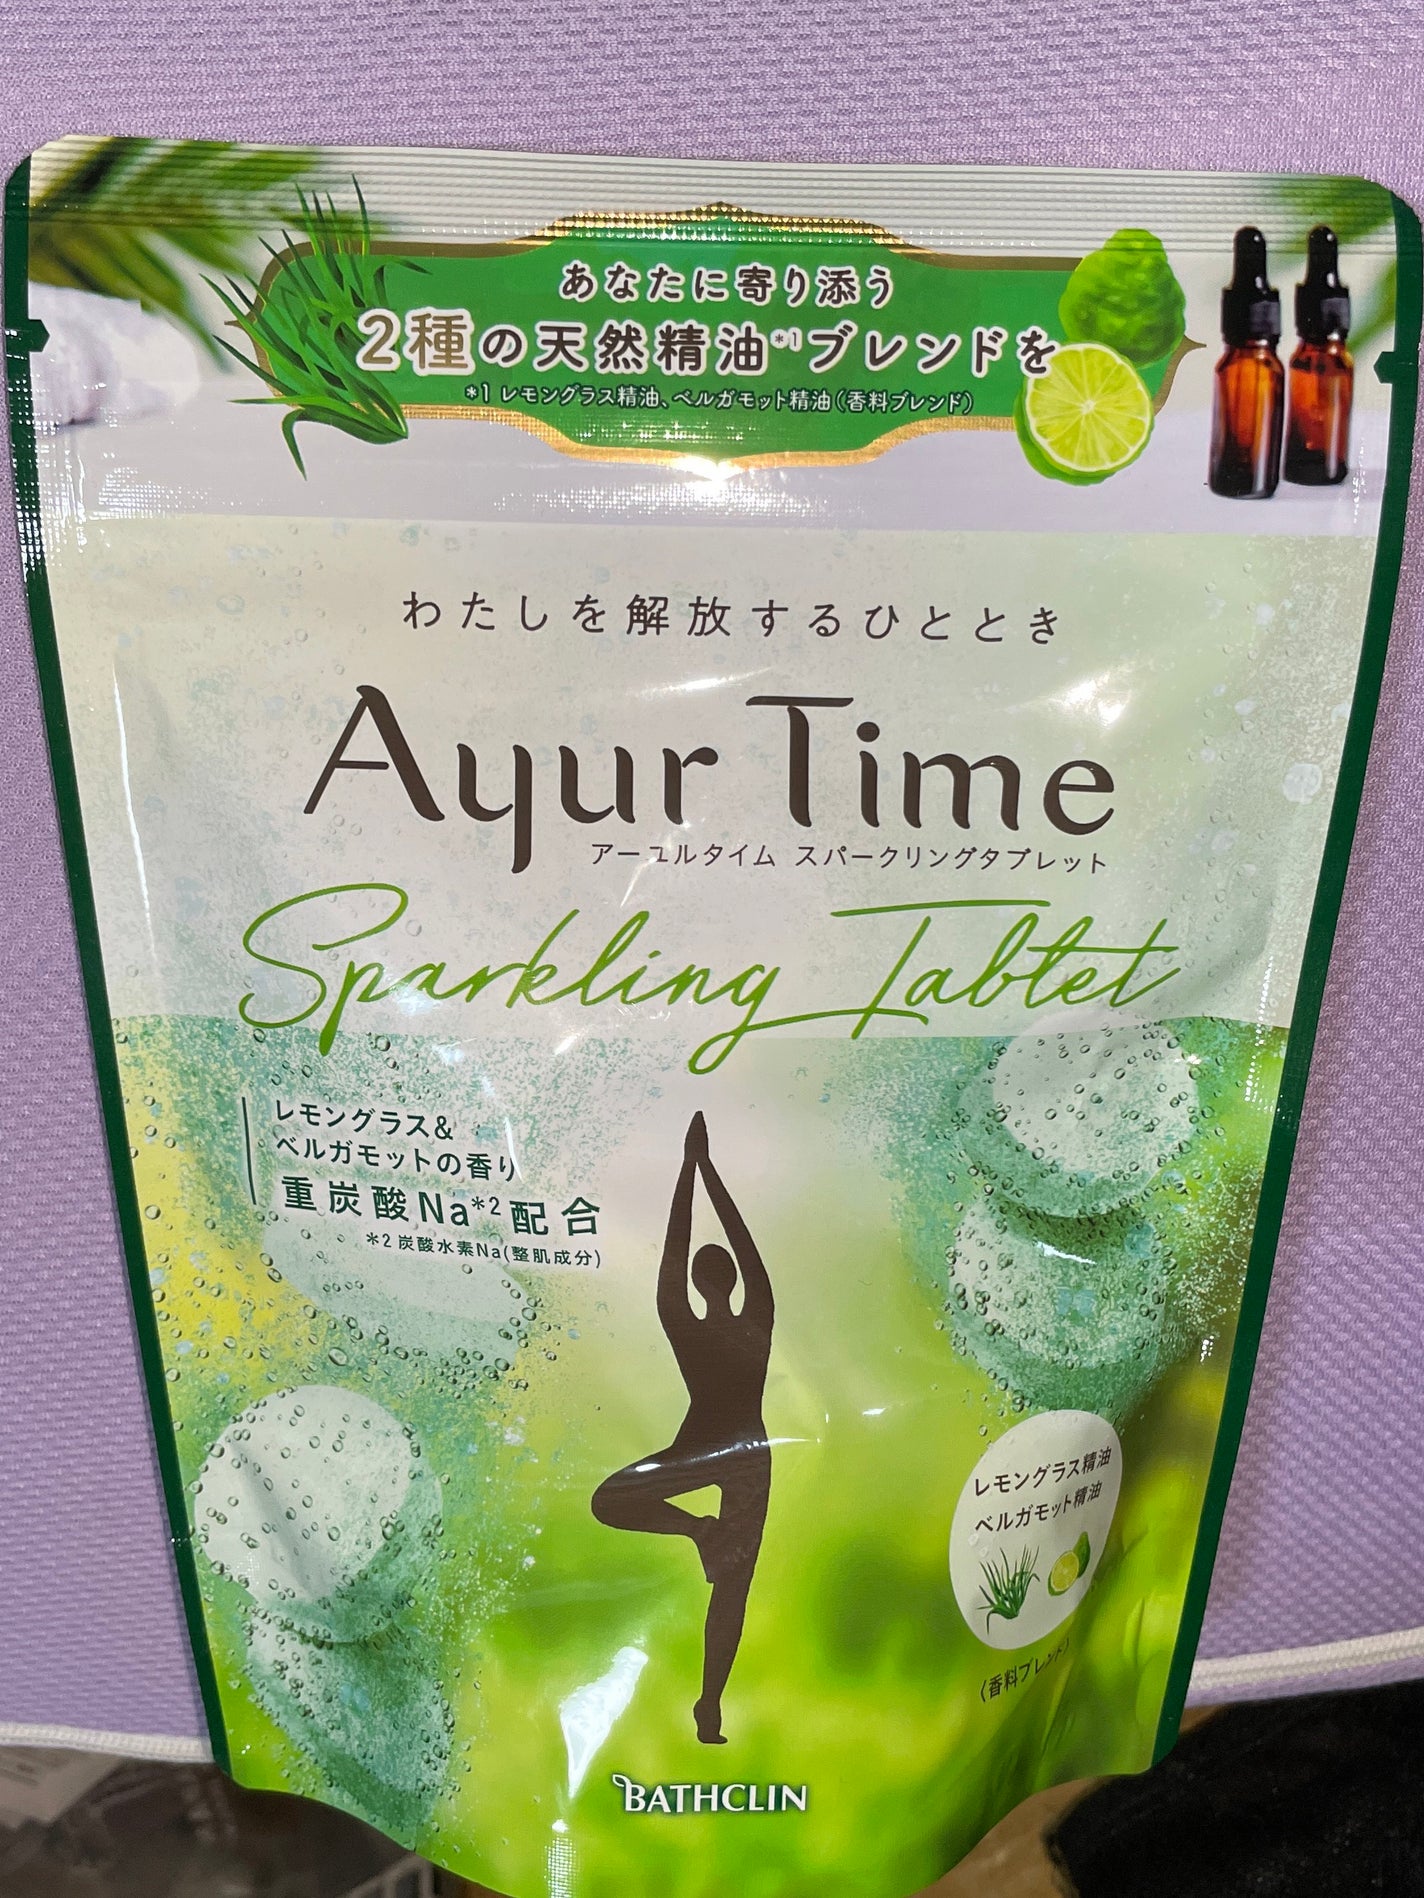 あなたに寄り添う
2種の天然精油*1ブレンドを
*1 レモングラス精油、ベルガモット精油（香料ブレンド）
わたしを解放するひととき
Ayur Time
アーユルタイム スパークリングタブレット
Sparkling Tablet
レモングラス&
ベルガモットの香り
重炭酸Na*2配合
*2 炭酸水素Na(整肌成分)
レモングラス精油
ベルガモット精油
(香料ブレンド)
BATHCLIN